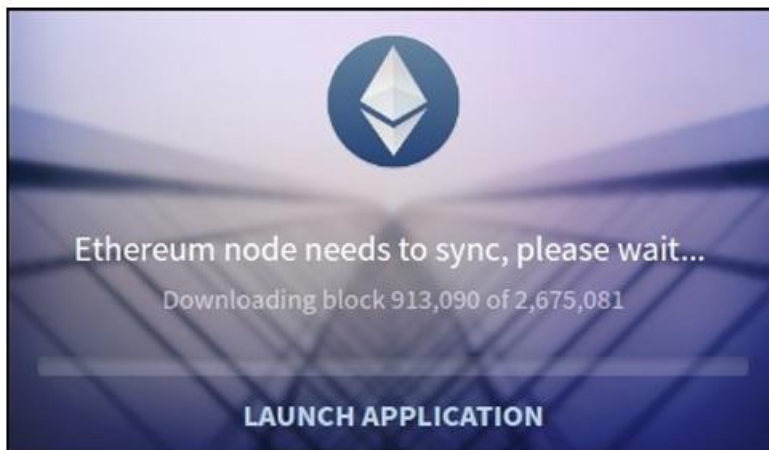 Ethereum node needs to sync, please wait...
Downloading block 913,090 of 2,675,081
LAUNCH APPLICATION